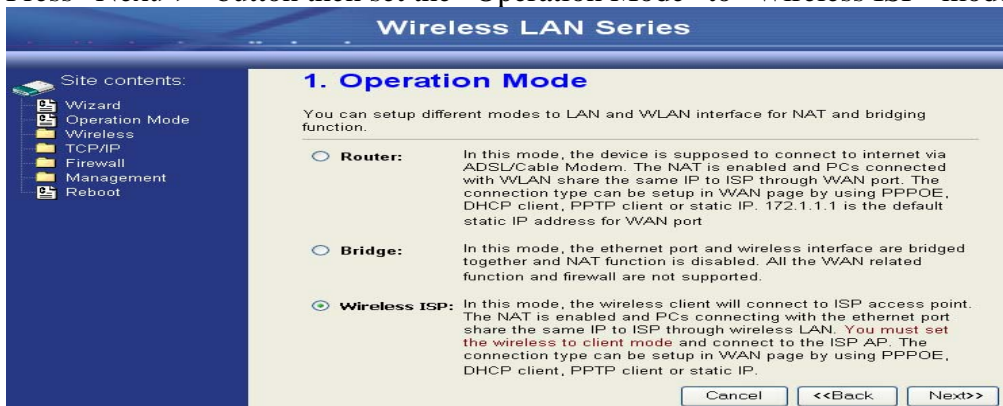 Press "Next>>" button then set the "Operation Mode" to "Wireless ISP" mode
Wireless LAN Series
Site contents:
Wizard
Operation Mode
Wireless
TCP/IP
Firewall
Management
Reboot
1. Operation Mode
You can setup different modes to LAN and WLAN interface for NAT and bridging
function.
Router: In this mode, the device is supposed to connect to internet via
ADSL/Cable Modem. The NAT is enabled and PCs connected
with WLAN share the same IP to ISP through WAN port. The
connection type can be setup in WAN page by using PPPOE,
DHCP client, PPTP client or static IP. 172.1.1.1 is the default
static IP address for WAN port
Bridge: In this mode, the ethernet port and wireless interface are bridged
together and NAT function is disabled. All the WAN related
function and firewall are not supported.
Wireless ISP: In this mode, the wireless client will connect to ISP access point.
The NAT is enabled and PCs connecting with the ethernet port
share the same IP to ISP through wireless LAN. You must set
the wireless to client mode and connect to the ISP AP. The
connection type can be setup in WAN page by using PPPOE,
DHCP client, PPTP client or static IP.
Cancel <<Back Next>>